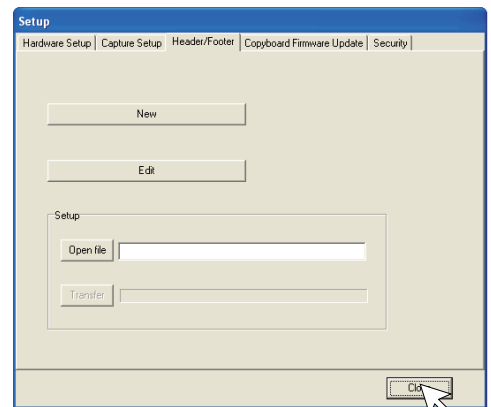 Setup
Hardware Setup Capture Setup Header/Footer Copyboard Firmware Update Security
New
Edit
Setup
Open file
Transfer